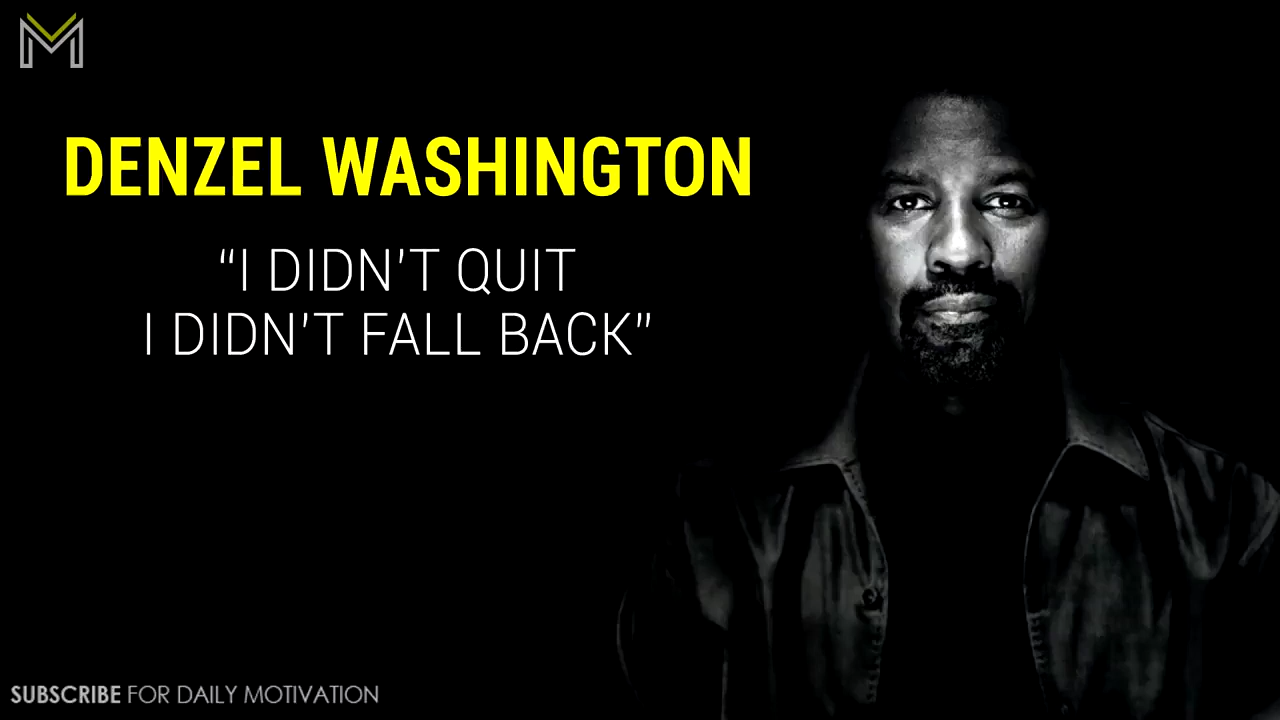 DENZEL WASHINGTON
“I DIDN’T QUIT
I DIDN’T FALL BACK”
SUBSCRIBE FOR DAILY MOTIVATION